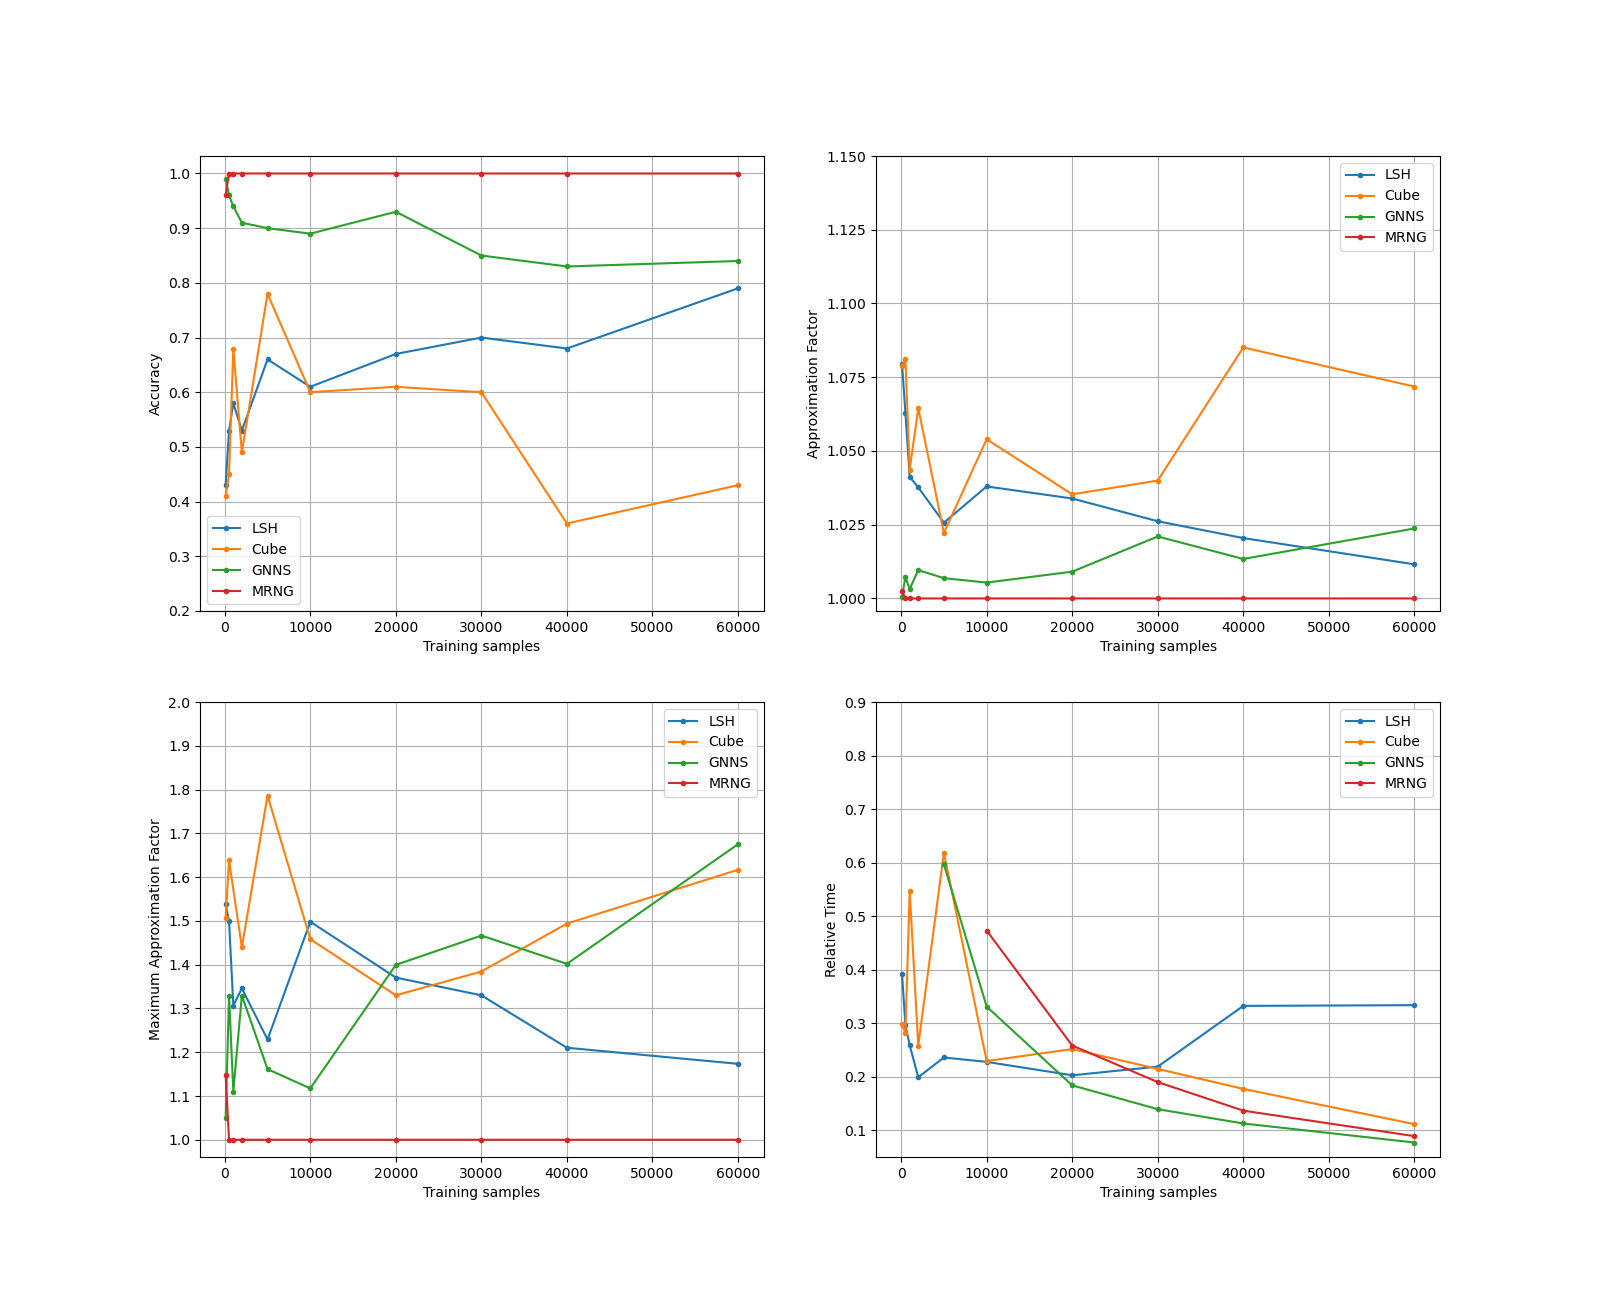 1.0
0.9
0.8
0.7
0.6
0.5
0.4
0.3
0.2
Accuracy
LSH
Cube
GNNS
MRNG
0 10000 20000 30000 40000 50000 60000
Training samples
1.150
1.125
1.100
1.075
1.050
1.025
1.000
Approximation Factor
LSH
Cube
GNNS
MRNG
0 10000 20000 30000 40000 50000 60000
Training samples
2.0
1.9
1.8
1.7
1.6
1.5
1.4
1.3
1.2
1.1
1.0
Maximum Approximation Factor
LSH
Cube
GNNS
MRNG
0 10000 20000 30000 40000 50000 60000
Training samples
0.9
0.8
0.7
0.6
0.5
0.4
0.3
0.2
0.1
Relative Time
LSH
Cube
GNNS
MRNG
0 10000 20000 30000 40000 50000 60000
Training samples